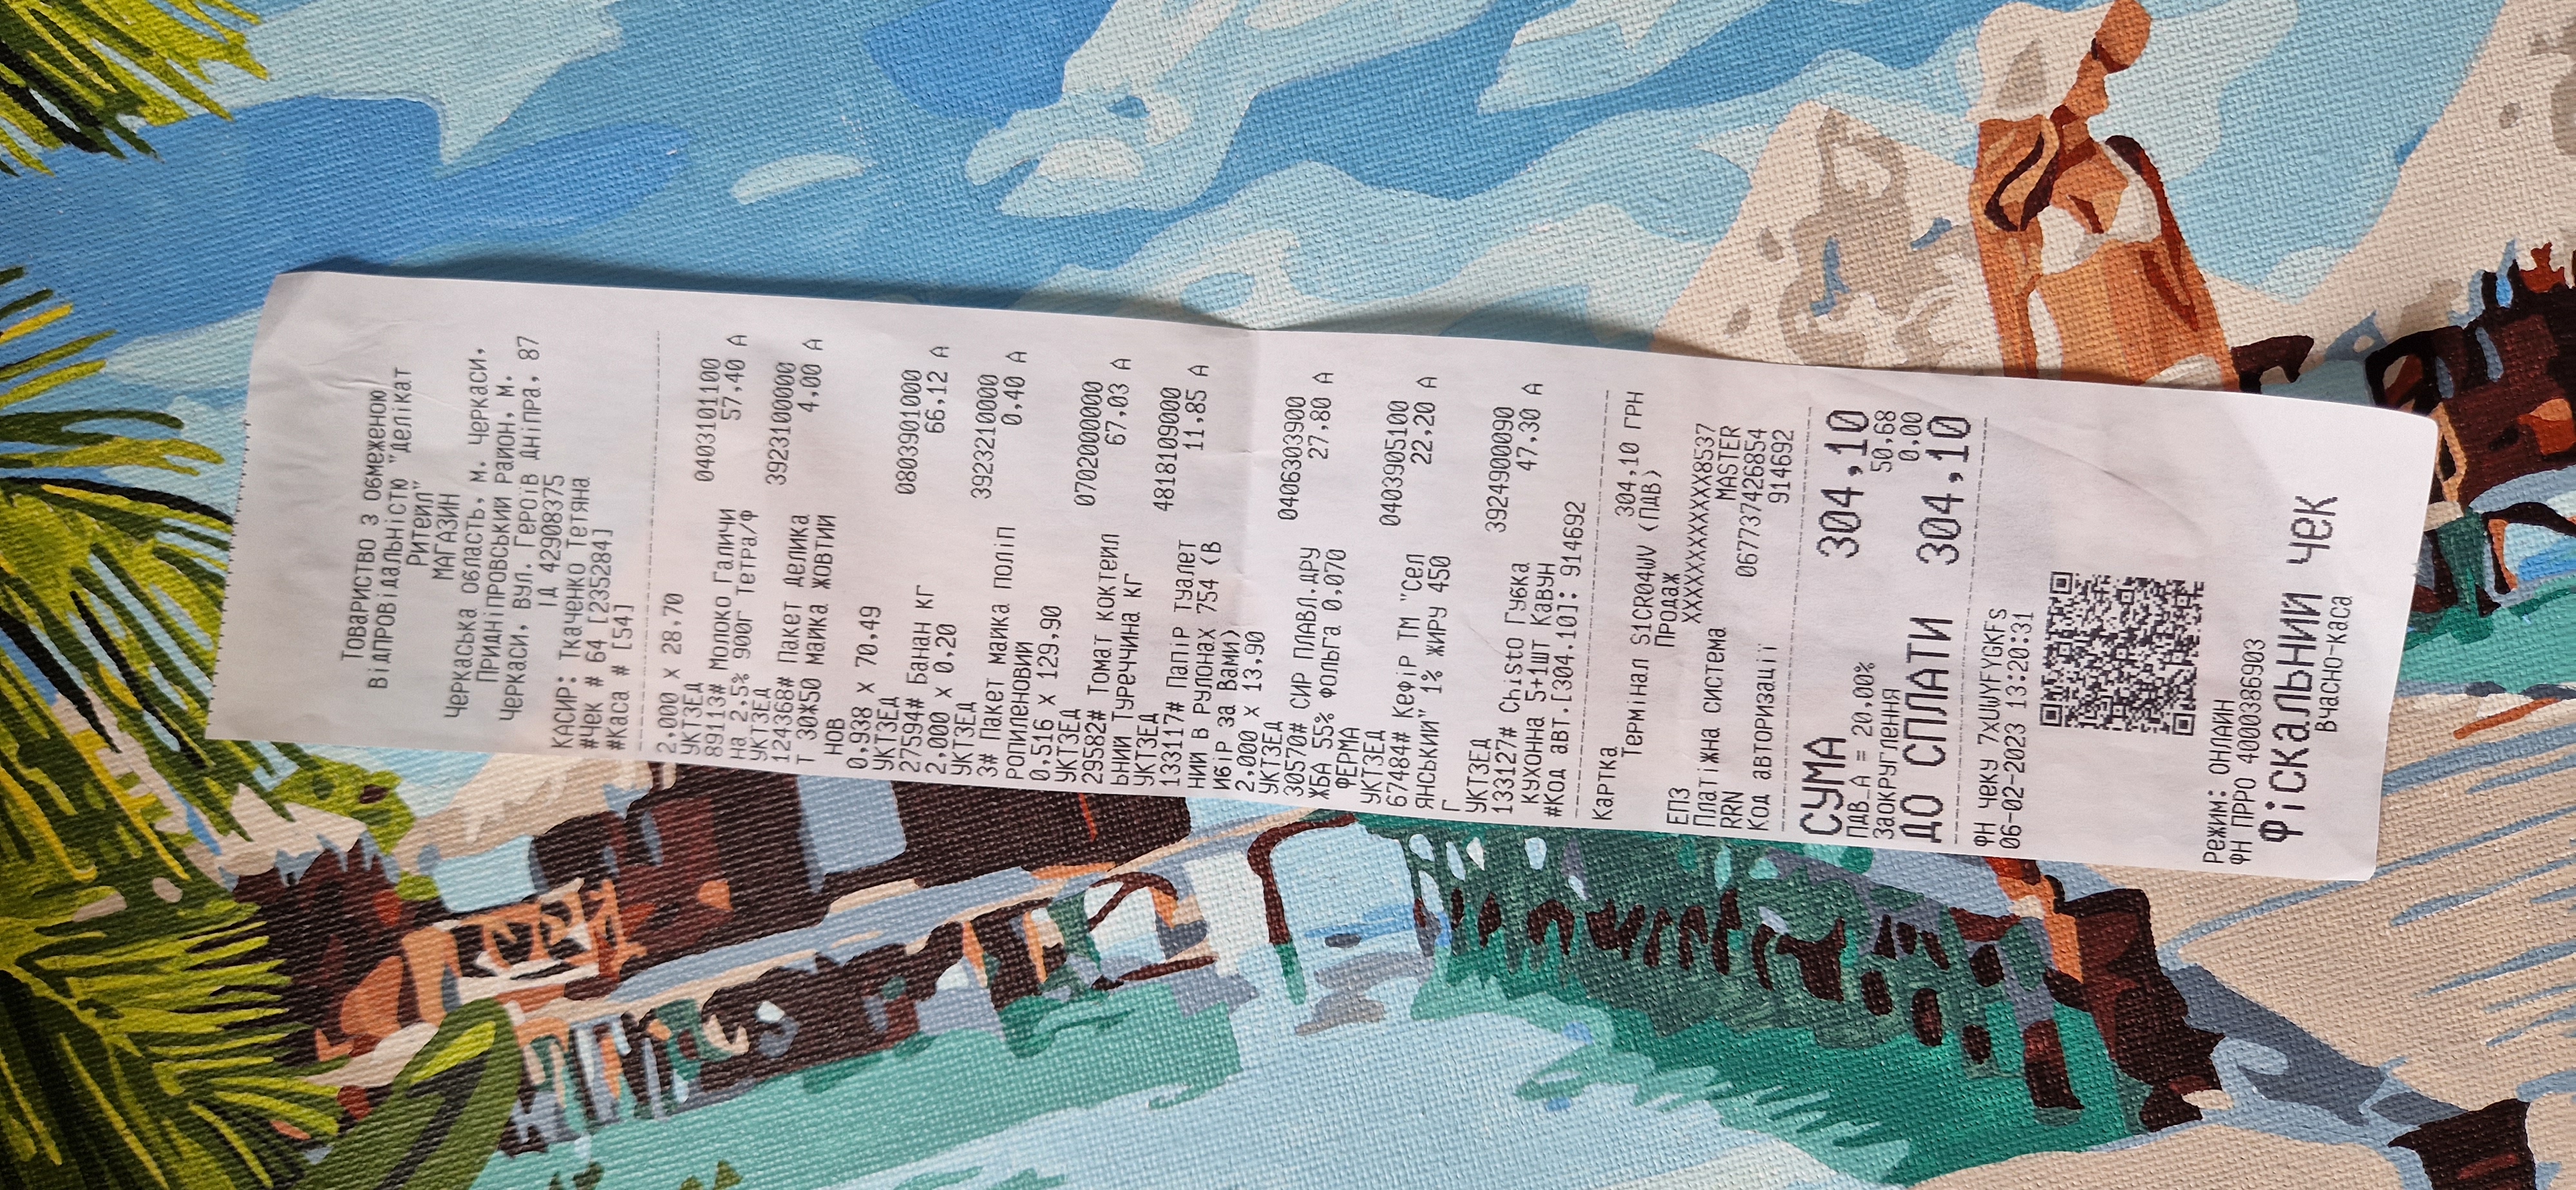 Товариство з обмеженою
відповідальністю "Делікат
Ритейл"
МАГАЗИН
Черкаська область, м. Черкаси,
Придніпровський район, м.
Черкаси, вул. Героїв Дніпра, 87
ІД 42908375
КАСИР: Ткаченко Тетяна
#Чек # 64 [235284]
#Каса # [54]
2,000 X 28,70
УКТЗЕД 0403101100
89113# Молоко Галичи 57,40 А
на 2,5% 900г Тетра/Ф
УКТЗЕД 3923100000
124368# Пакет Делика 4,00 А
т 30Ж50 майка жовтий
нов
0,938 X 70,49
УКТЗЕД 0803901000
27594# Банан кг 66,12 А
2,000 X 0,20
УКТЗЕД 3923210000
3# Пакет майка поліп 0,40 А
ропиленовий
0,516 X 129,90
УКТЗЕД 0702000000
29582# Томат коктейл 67,03 А
ьний Туреччина кг
УКТЗЕД 4818109000
133117# Папір туалет 11,85 А
ний в рулонах 754 (В
ибір за Вами)
2,000 X 13,90
УКТЗЕД 0406303900
30570# СИР ПЛАВЛ.ДРУ 27,80 А
ЖБА 55% ФОЛЬГА 0,070
ФЕРМА
УКТЗЕД 0403905100
67484# Кефір ТМ "Сел 22,20 А
янський" 1% жиру 450
г
УКТЗЕД 3924900090
133127# Chisto Губка 47,30 А
кухонна 5+1шт Кавун
#Код авт.[304.10]: 914692
Картка 304,10 ГРН
Термінал S1CR04WV (ПДВ)
Продаж
ЕПЗ XXXXXXXXXXXXXXX8537
Платіжна система MASTER
RRN 067737426854
Код авторизації 914692
СУМА 304,10
ПДВ_А = 20,00% 50,68
Заокруглення 0,00
ДО СПЛАТИ 304,10
ФН чеку 7xUWYFYGKFs
06-02-2023 13:20:31
Режим: ОНЛАЙН
ФН ПРРО 4000386903
Фіскальний чек
Вчасно-каса